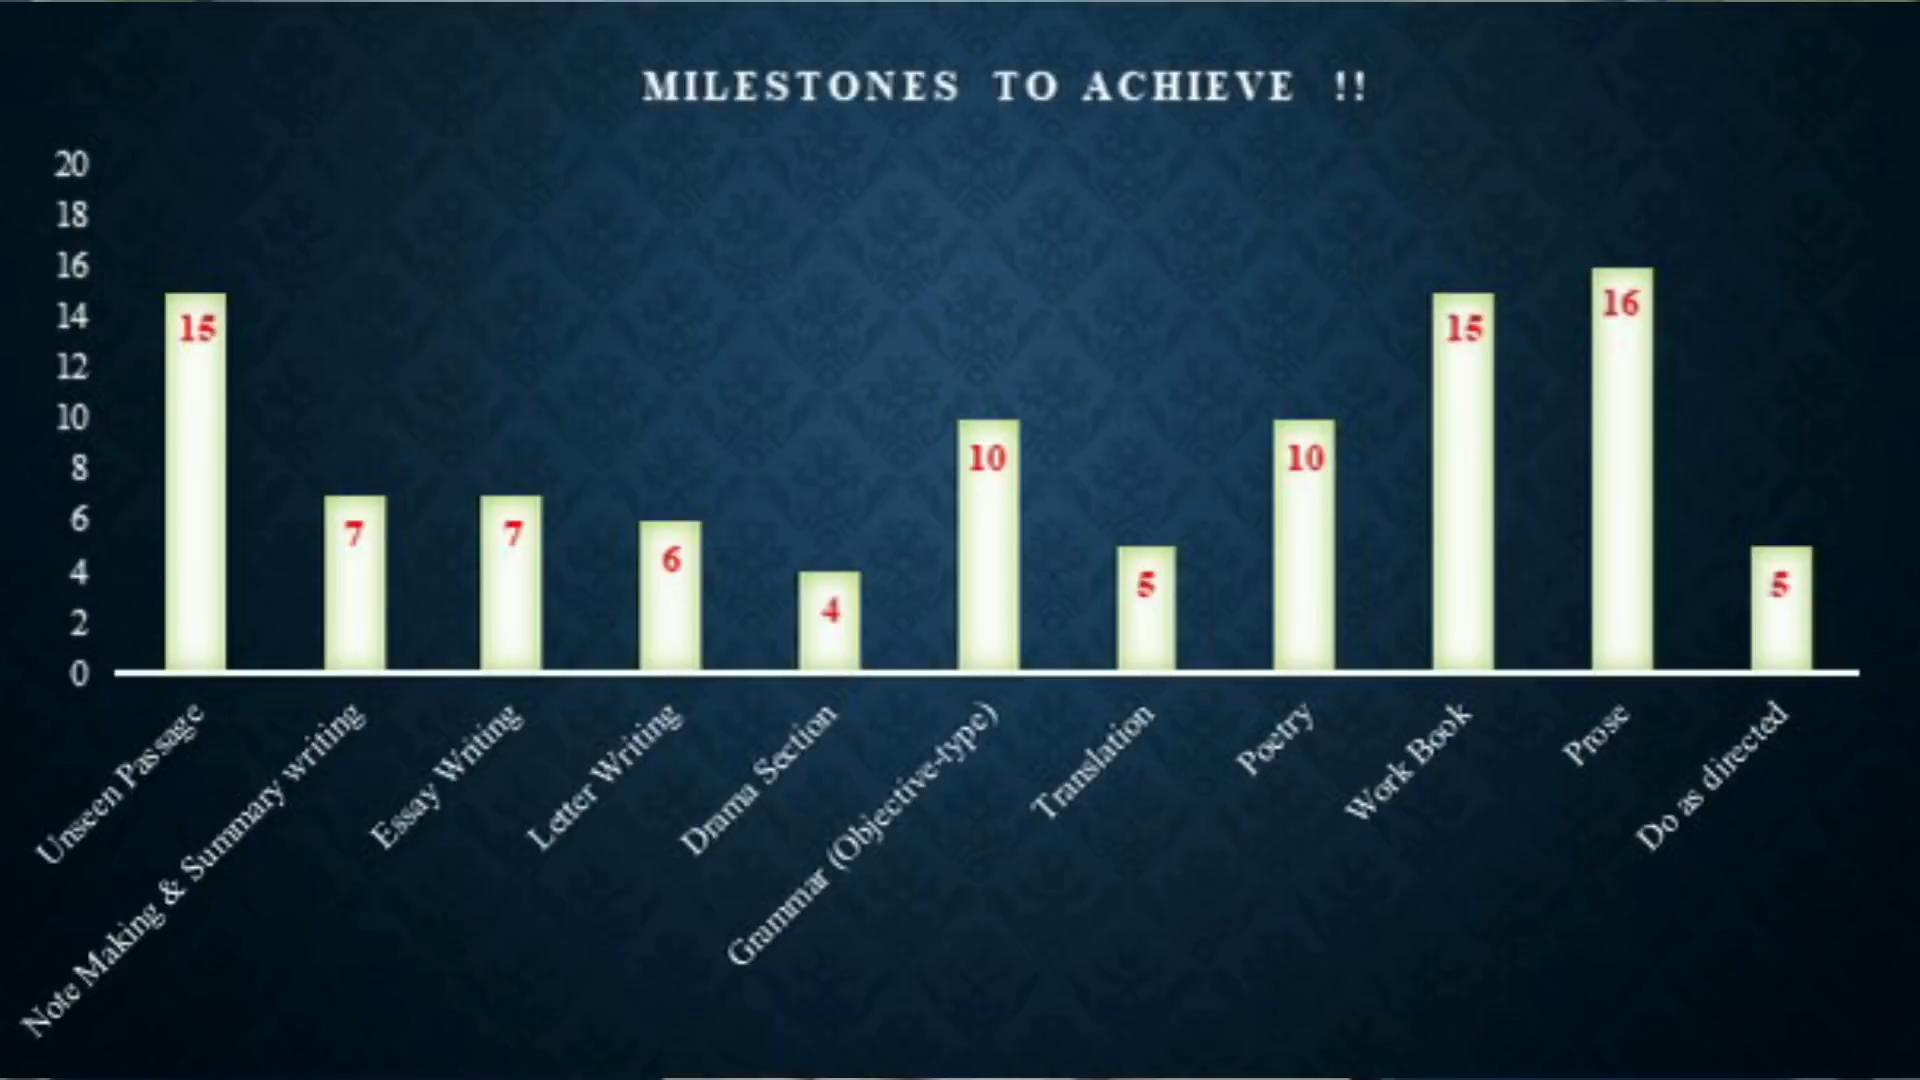 MILESTONES TO ACHIEVE !!
20
18
16
14
12
10
8
6
4
2
0
15
7
7
6
4
10
5
10
15
16
5
Unseen Passage
Note Making & Summary writing
Essay Writing
Letter Writing
Drama Section
Grammar (Objective-type)
Translation
Poetry
Work Book
Prose
Do as directed